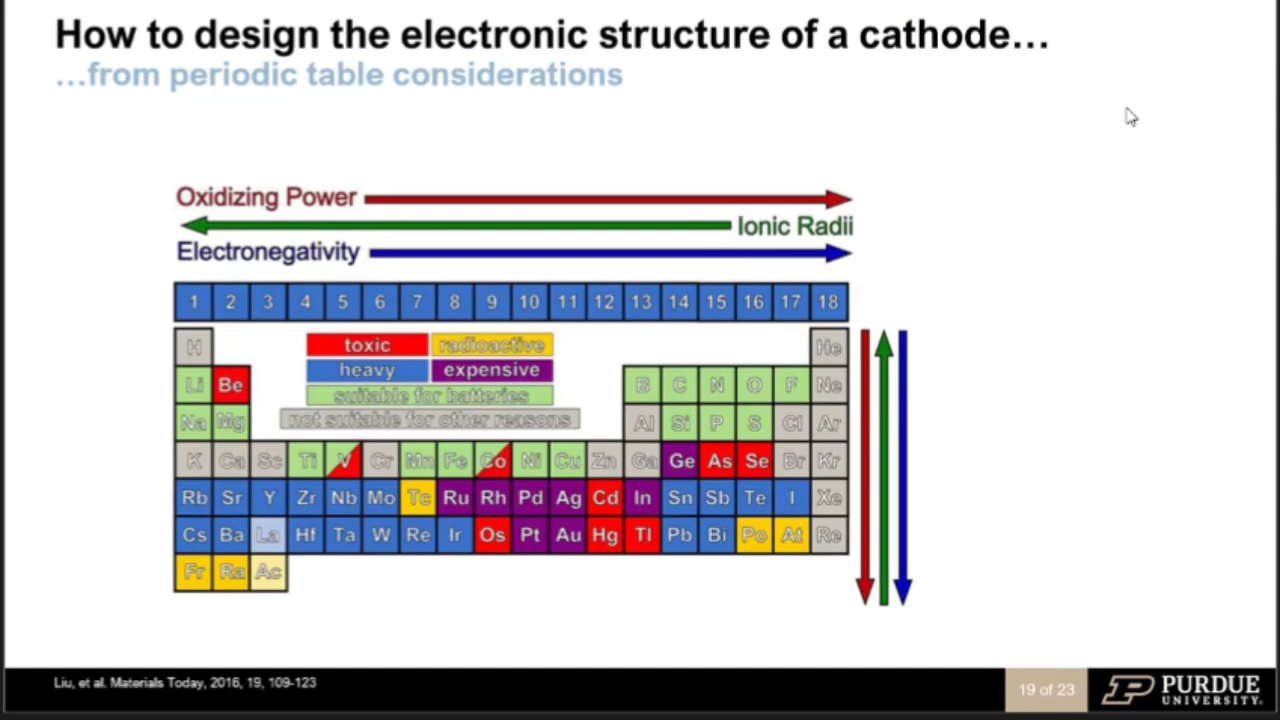 How to design the electronic structure of a cathode…
…from periodic table considerations
Oxidizing Power
Ionic Radii
Electronegativity
1 2 3 4 5 6 7 8 9 10 11 12 13 14 15 16 17 18
H He
toxic radioactive
heavy expensive
suitable for batteries
not suitable for other reasons
Li Be B C N O F Ne
Na Mg Al Si P S Cl Ar
K Ca Sc Ti V Cr Mn Fe Co Ni Cu Zn Ga Ge As Se Br Kr
Rb Sr Y Zr Nb Mo Tc Ru Rh Pd Ag Cd In Sn Sb Te I Xe
Cs Ba La Hf Ta W Re Ir Os Pt Au Hg Tl Pb Bi Po At Re
Fr Ra Ac
Liu, et al. Materials Today, 2016, 19, 109-123
19 of 23
PURDUE
UNIVERSITY.